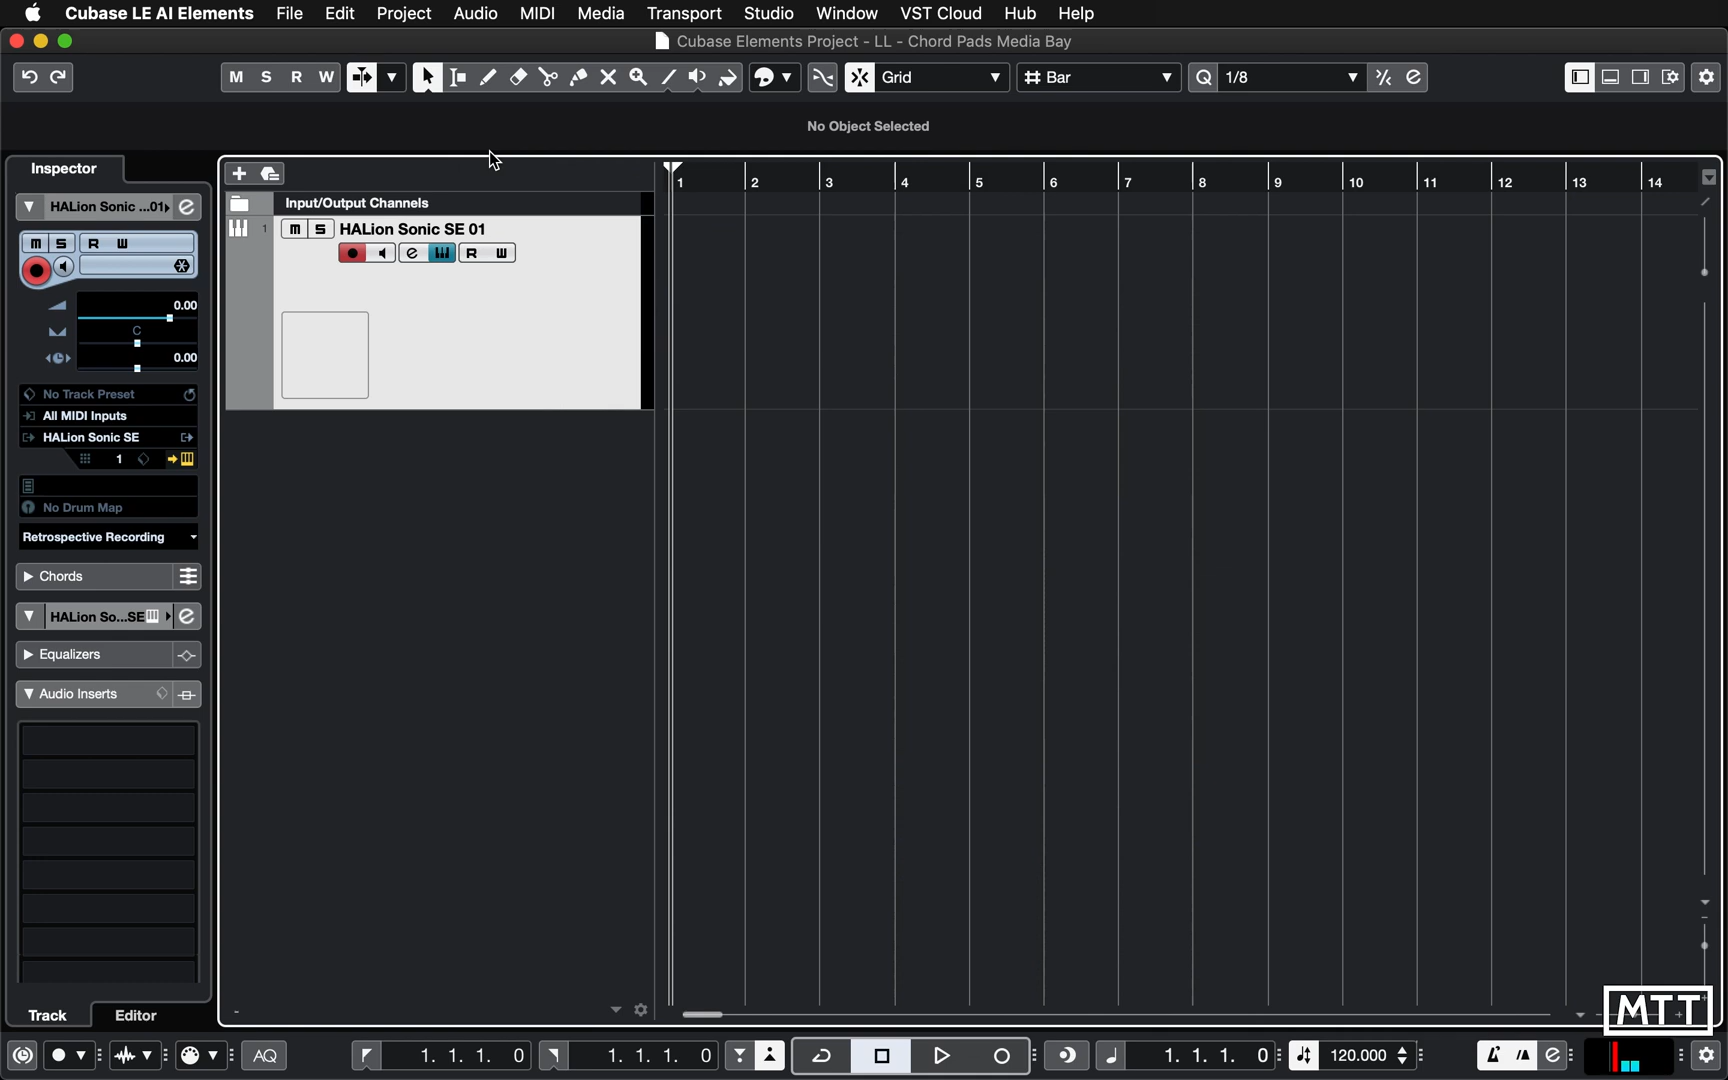 Cubase LE AI Elements File Edit Project Audio MIDI Media Transport Studio Window VST Cloud Hub Help
Cubase Elements Project - LL - Chord Pads Media Bay
M S R W Grid Bar Q 1/8 e
No Object Selected
Inspector
HALion Sonic ...01 e
m S R W
0.00
C
0.00
No Track Preset
All MIDI Inputs
HALion Sonic SE
1
No Drum Map
Retrospective Recording
Chords
HALion So...SE e
Equalizers
Audio Inserts
Track Editor
Input/Output Channels
1 m S HALion Sonic SE 01
e R W
1 2 3 4 5 6 7 8 9 10 11 12 13 14
MTT
AQ 1. 1. 1. 0 1. 1. 1. 0 1. 1. 1. 0 120.000 e